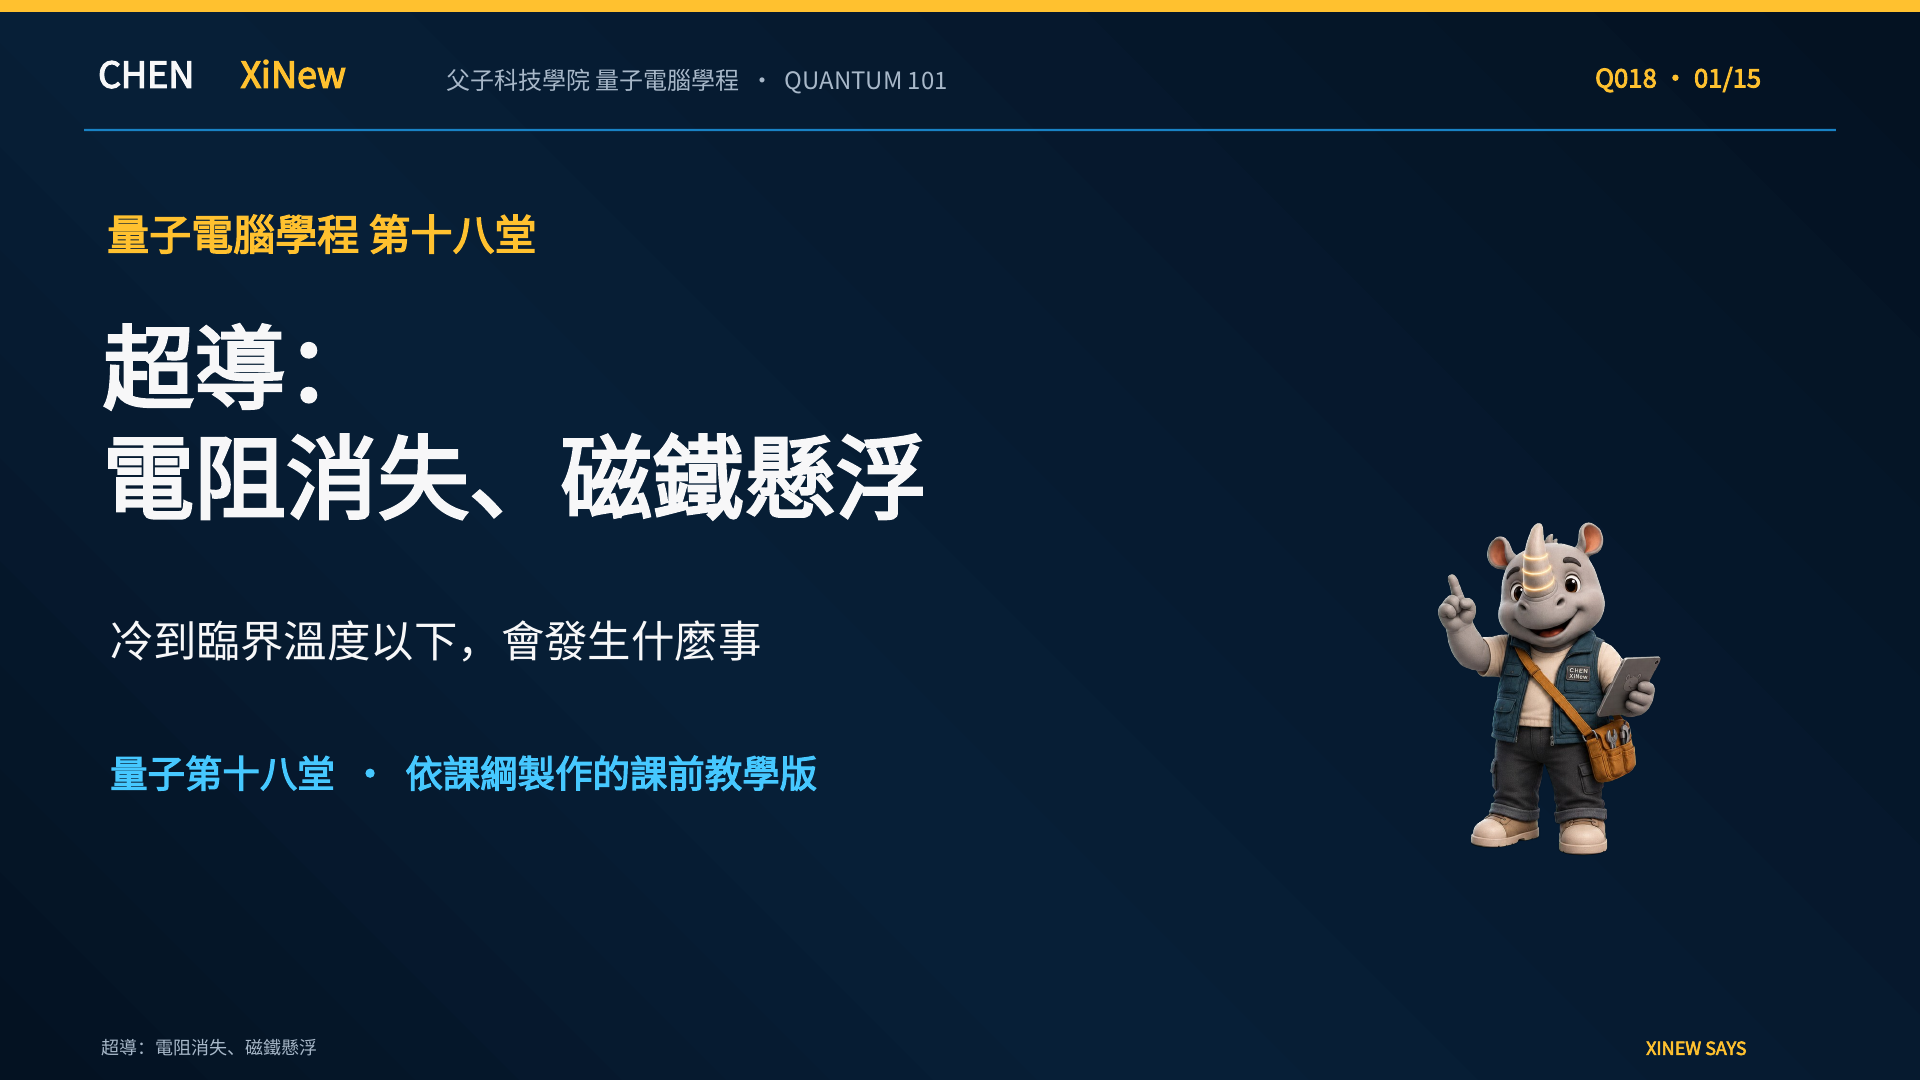 CHEN XiNew 父子科技學院 量子電腦學程 · QUANTUM 101 Q018 · 01/15
量子電腦學程 第十八堂
超導：
電阻消失、磁鐵懸浮
冷到臨界溫度以下，會發生什麼事
量子第十八堂 · 依課綱製作的課前教學版
CHEN
XiNew
超導：電阻消失、磁鐵懸浮
XINEW SAYS